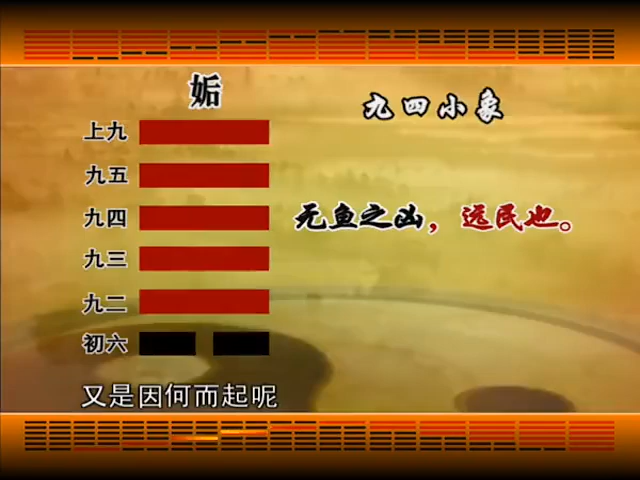 姤
九四小象
上九
九五
九四
无鱼之凶，远民也。
九三
九二
初六
又是因何而起呢